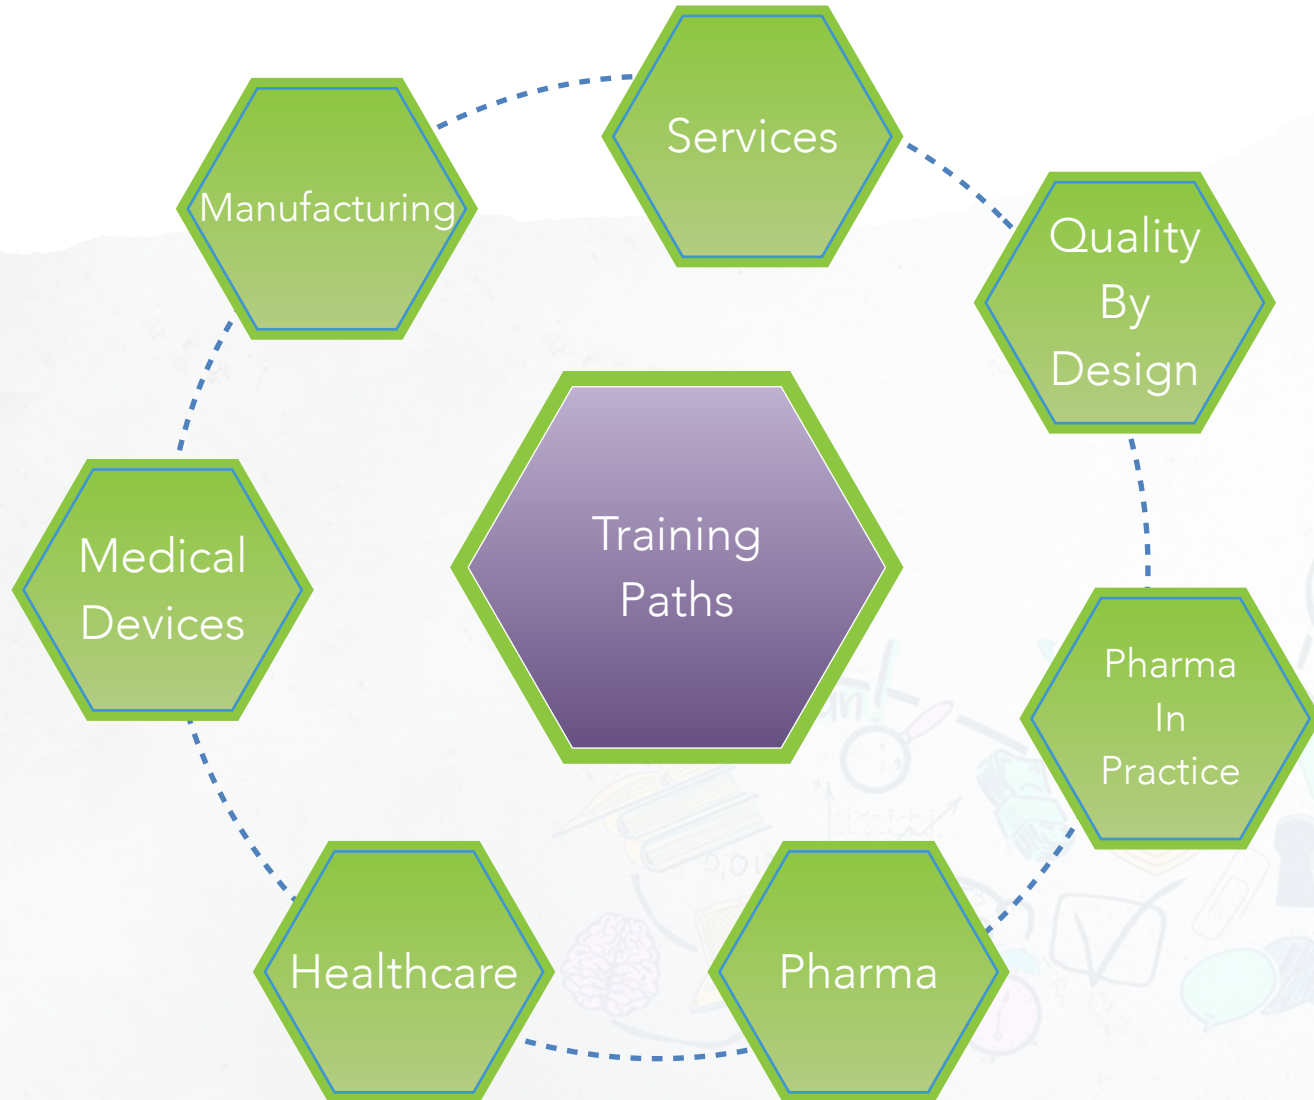 Services
Manufacturing
Quality
By
Design
Training
Paths
Medical
Devices
Pharma
In
Practice
Healthcare
Pharma